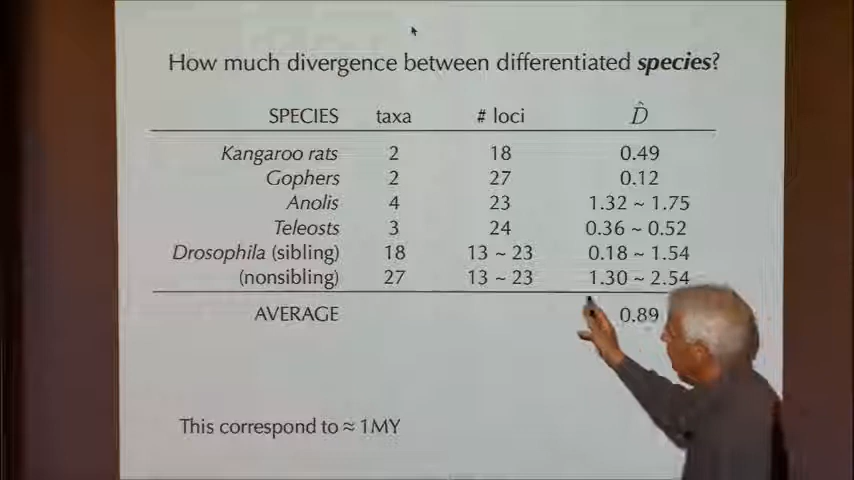 How much divergence between differentiated species?
SPECIES taxa # loci D̂
Kangaroo rats 2 18 0.49
Gophers 2 27 0.12
Anolis 4 23 1.32 ~ 1.75
Teleosts 3 24 0.36 ~ 0.52
Drosophila (sibling) 18 13 ~ 23 0.18 ~ 1.54
(nonsibling) 27 13 ~ 23 1.30 ~ 2.54
AVERAGE 0.89
This correspond to ≈ 1MY